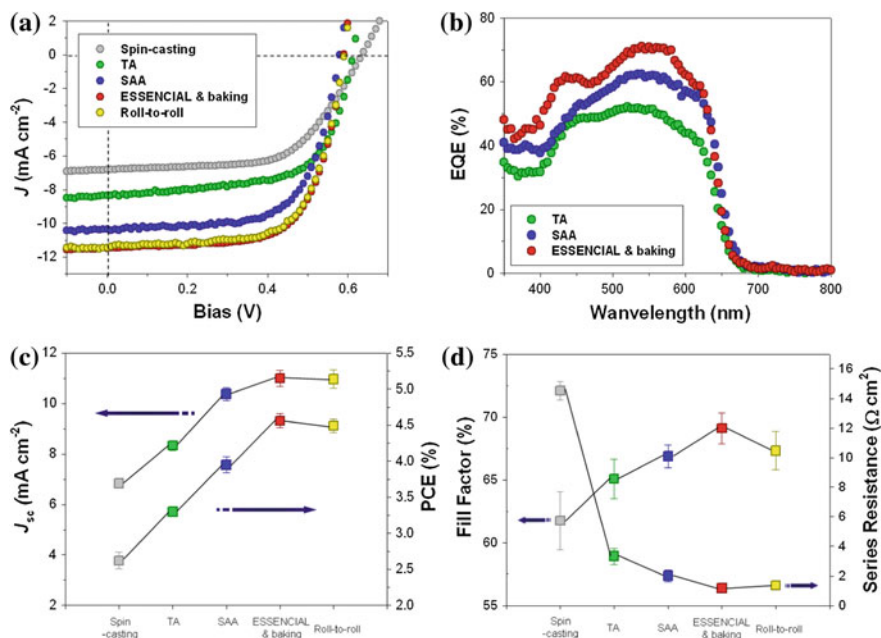 (a)
2
0
-2
-4
-6
-8
-10
-12
J (mA cm⁻²)
Spin-casting
TA
SAA
ESSENCIAL & baking
Roll-to-roll
0.0 0.2 0.4 0.6
Bias (V)
(b)
80
60
40
20
0
EQE (%)
TA
SAA
ESSENCIAL & baking
400 500 600 700 800
Wanvelength (nm)
(c)
12
10
8
6
4
2
Jsc (mA cm⁻²)
5.5
5.0
4.5
4.0
3.5
3.0
2.5
2.0
PCE (%)
Spin
-casting
TA
SAA
ESSENCIAL
& baking
Roll-to-roll
(d)
75
70
65
60
55
Fill Factor (%)
16
14
12
10
8
6
4
2
0
Series Resistance (Ω cm²)
Spin
-casting
TA
SAA
ESSENCIAL
& baking
Roll-to-roll